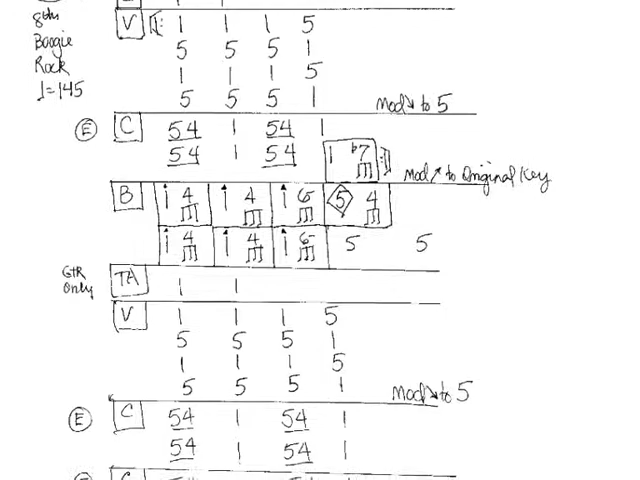 8ths
Boogie
Rock
♩=145
V 1 1 1 5
5 5 5 1
1 1 1 5
5 5 5 1 Mod↘ to 5
E C 54 1 54 1
54 1 54 1 b7
Mod↗ to Original Key
B 1 4 1 4 1 6- 5 4
1 4 1 4 1 6- 5 5
GtR
Only TA 1 1
V 1 1 1 5
5 5 5 1
1 1 1 5
5 5 5 1 Mod↘ to 5
E C 54 1 54 1
54 1 54 1